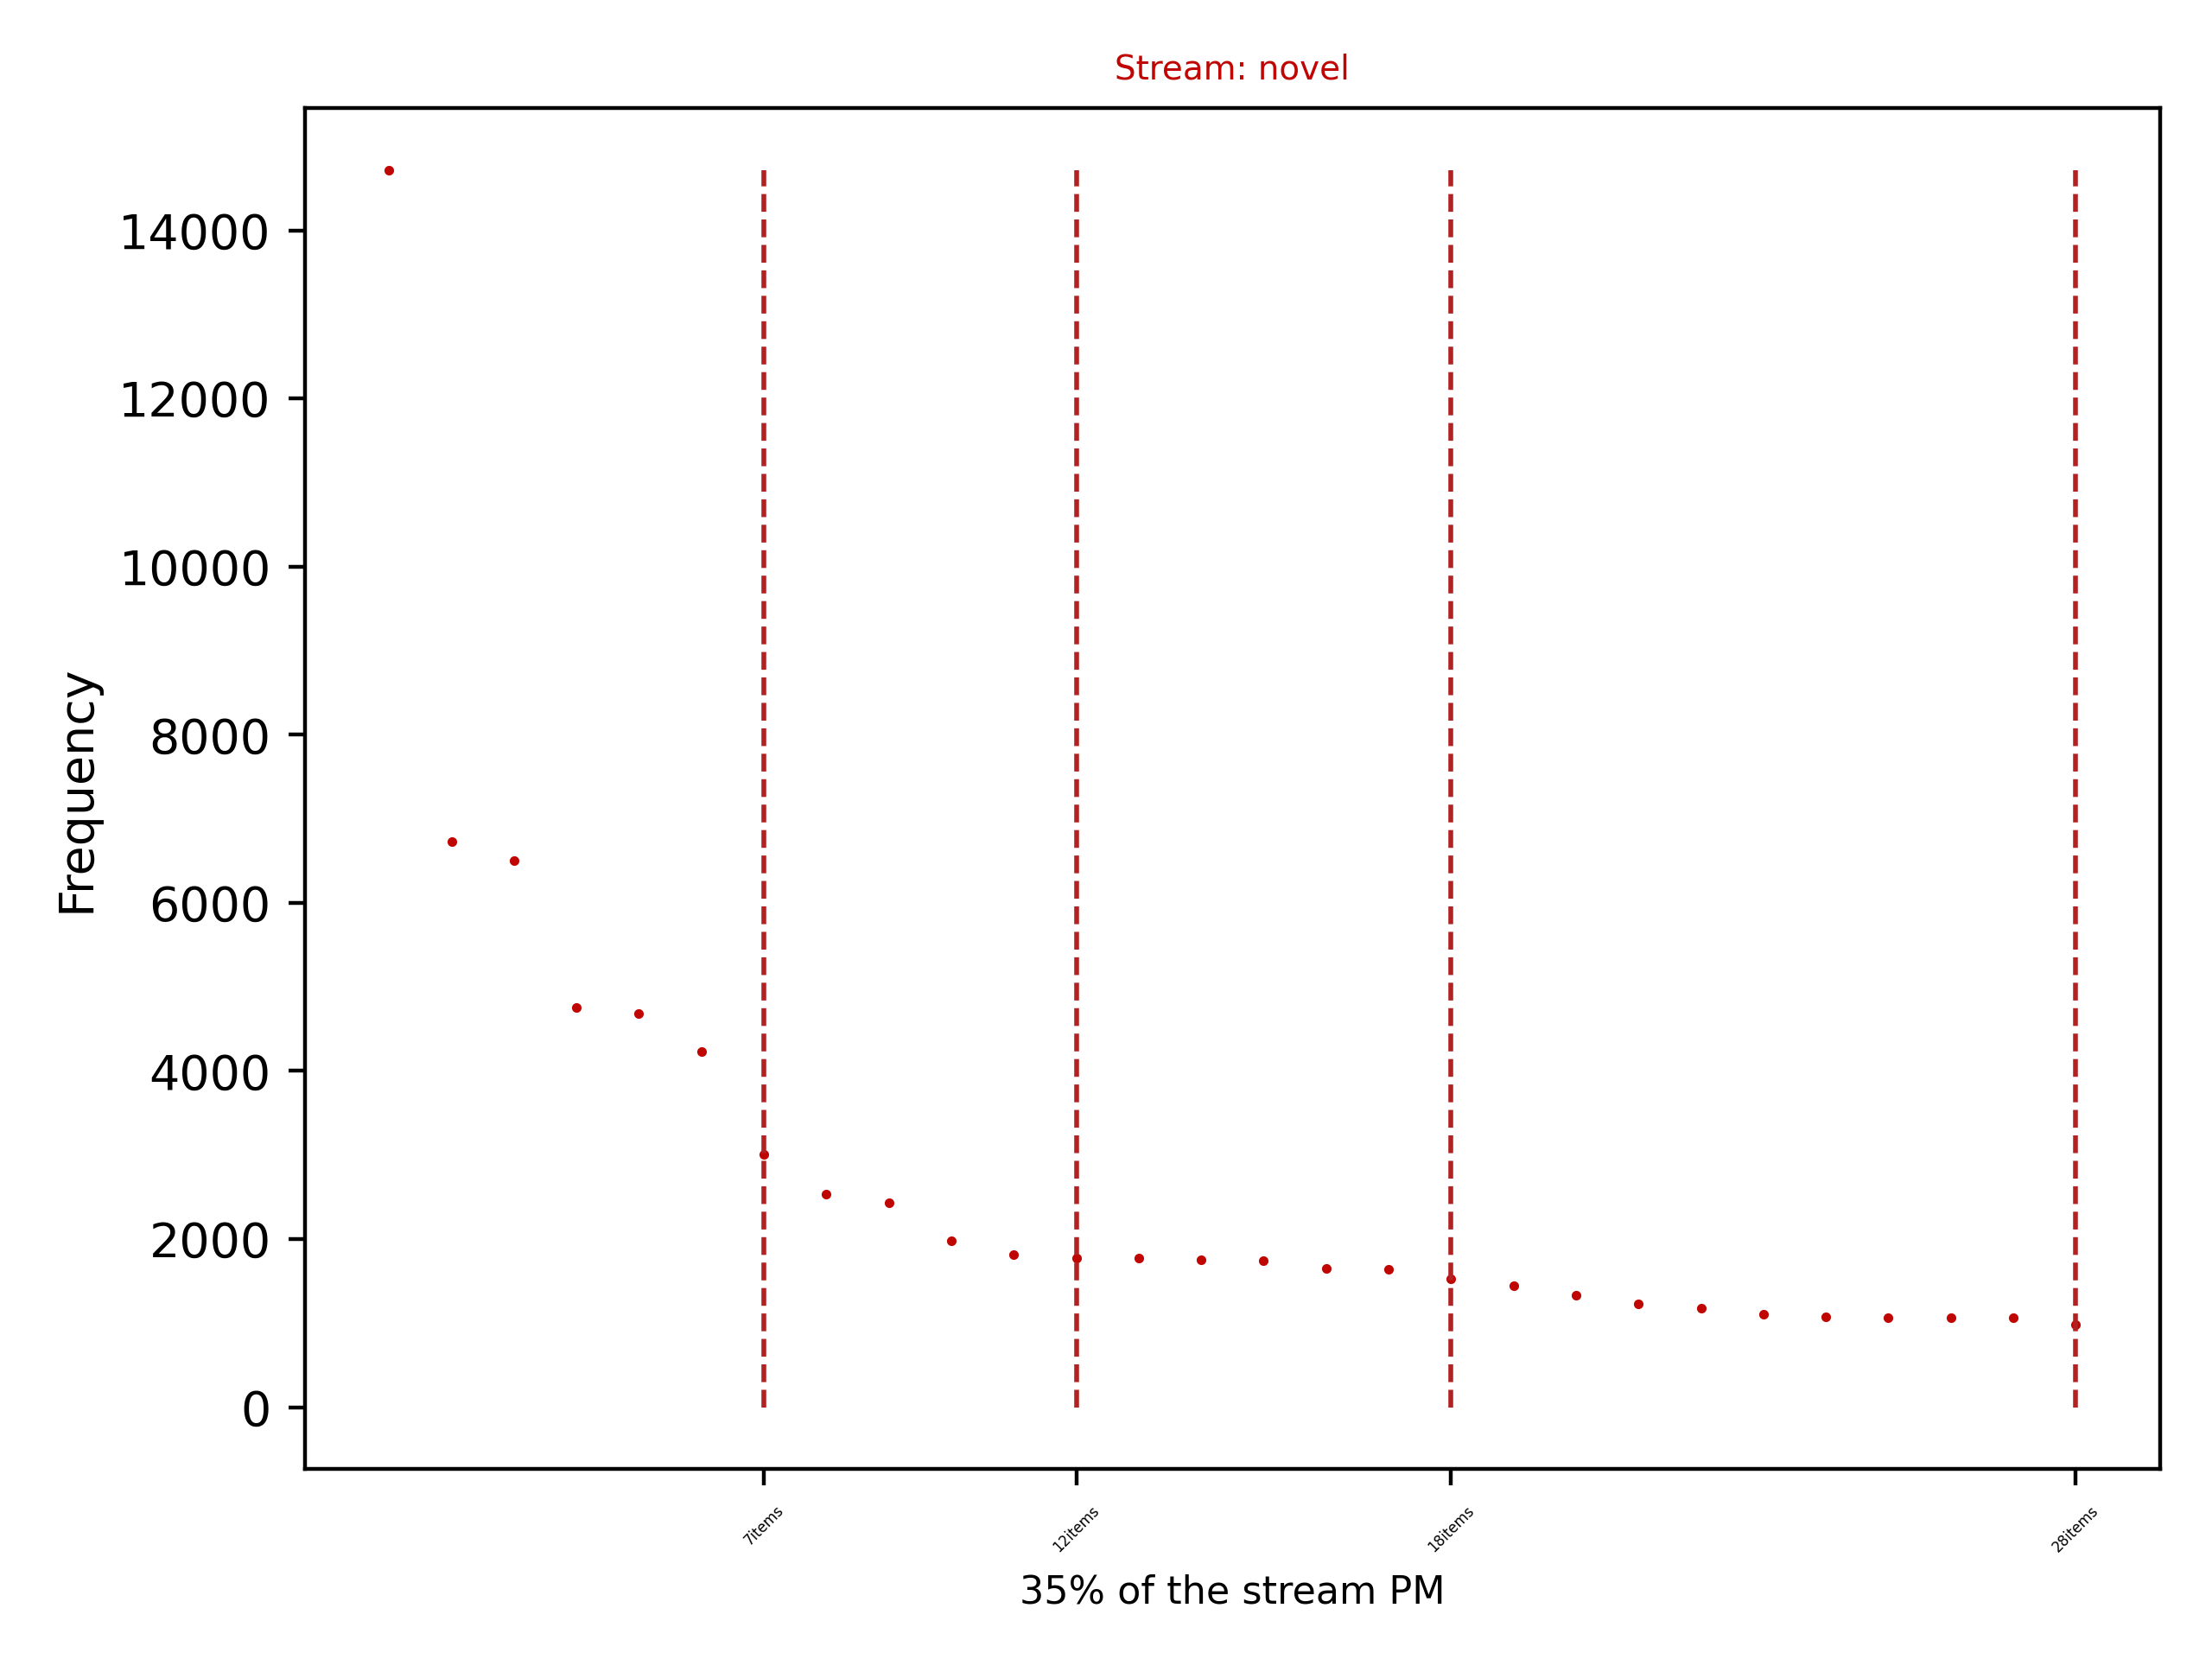 Stream: novel
14000
12000
10000
8000
6000
4000
2000
0
Frequency
7items
12items
18items
28items
35% of the stream PM